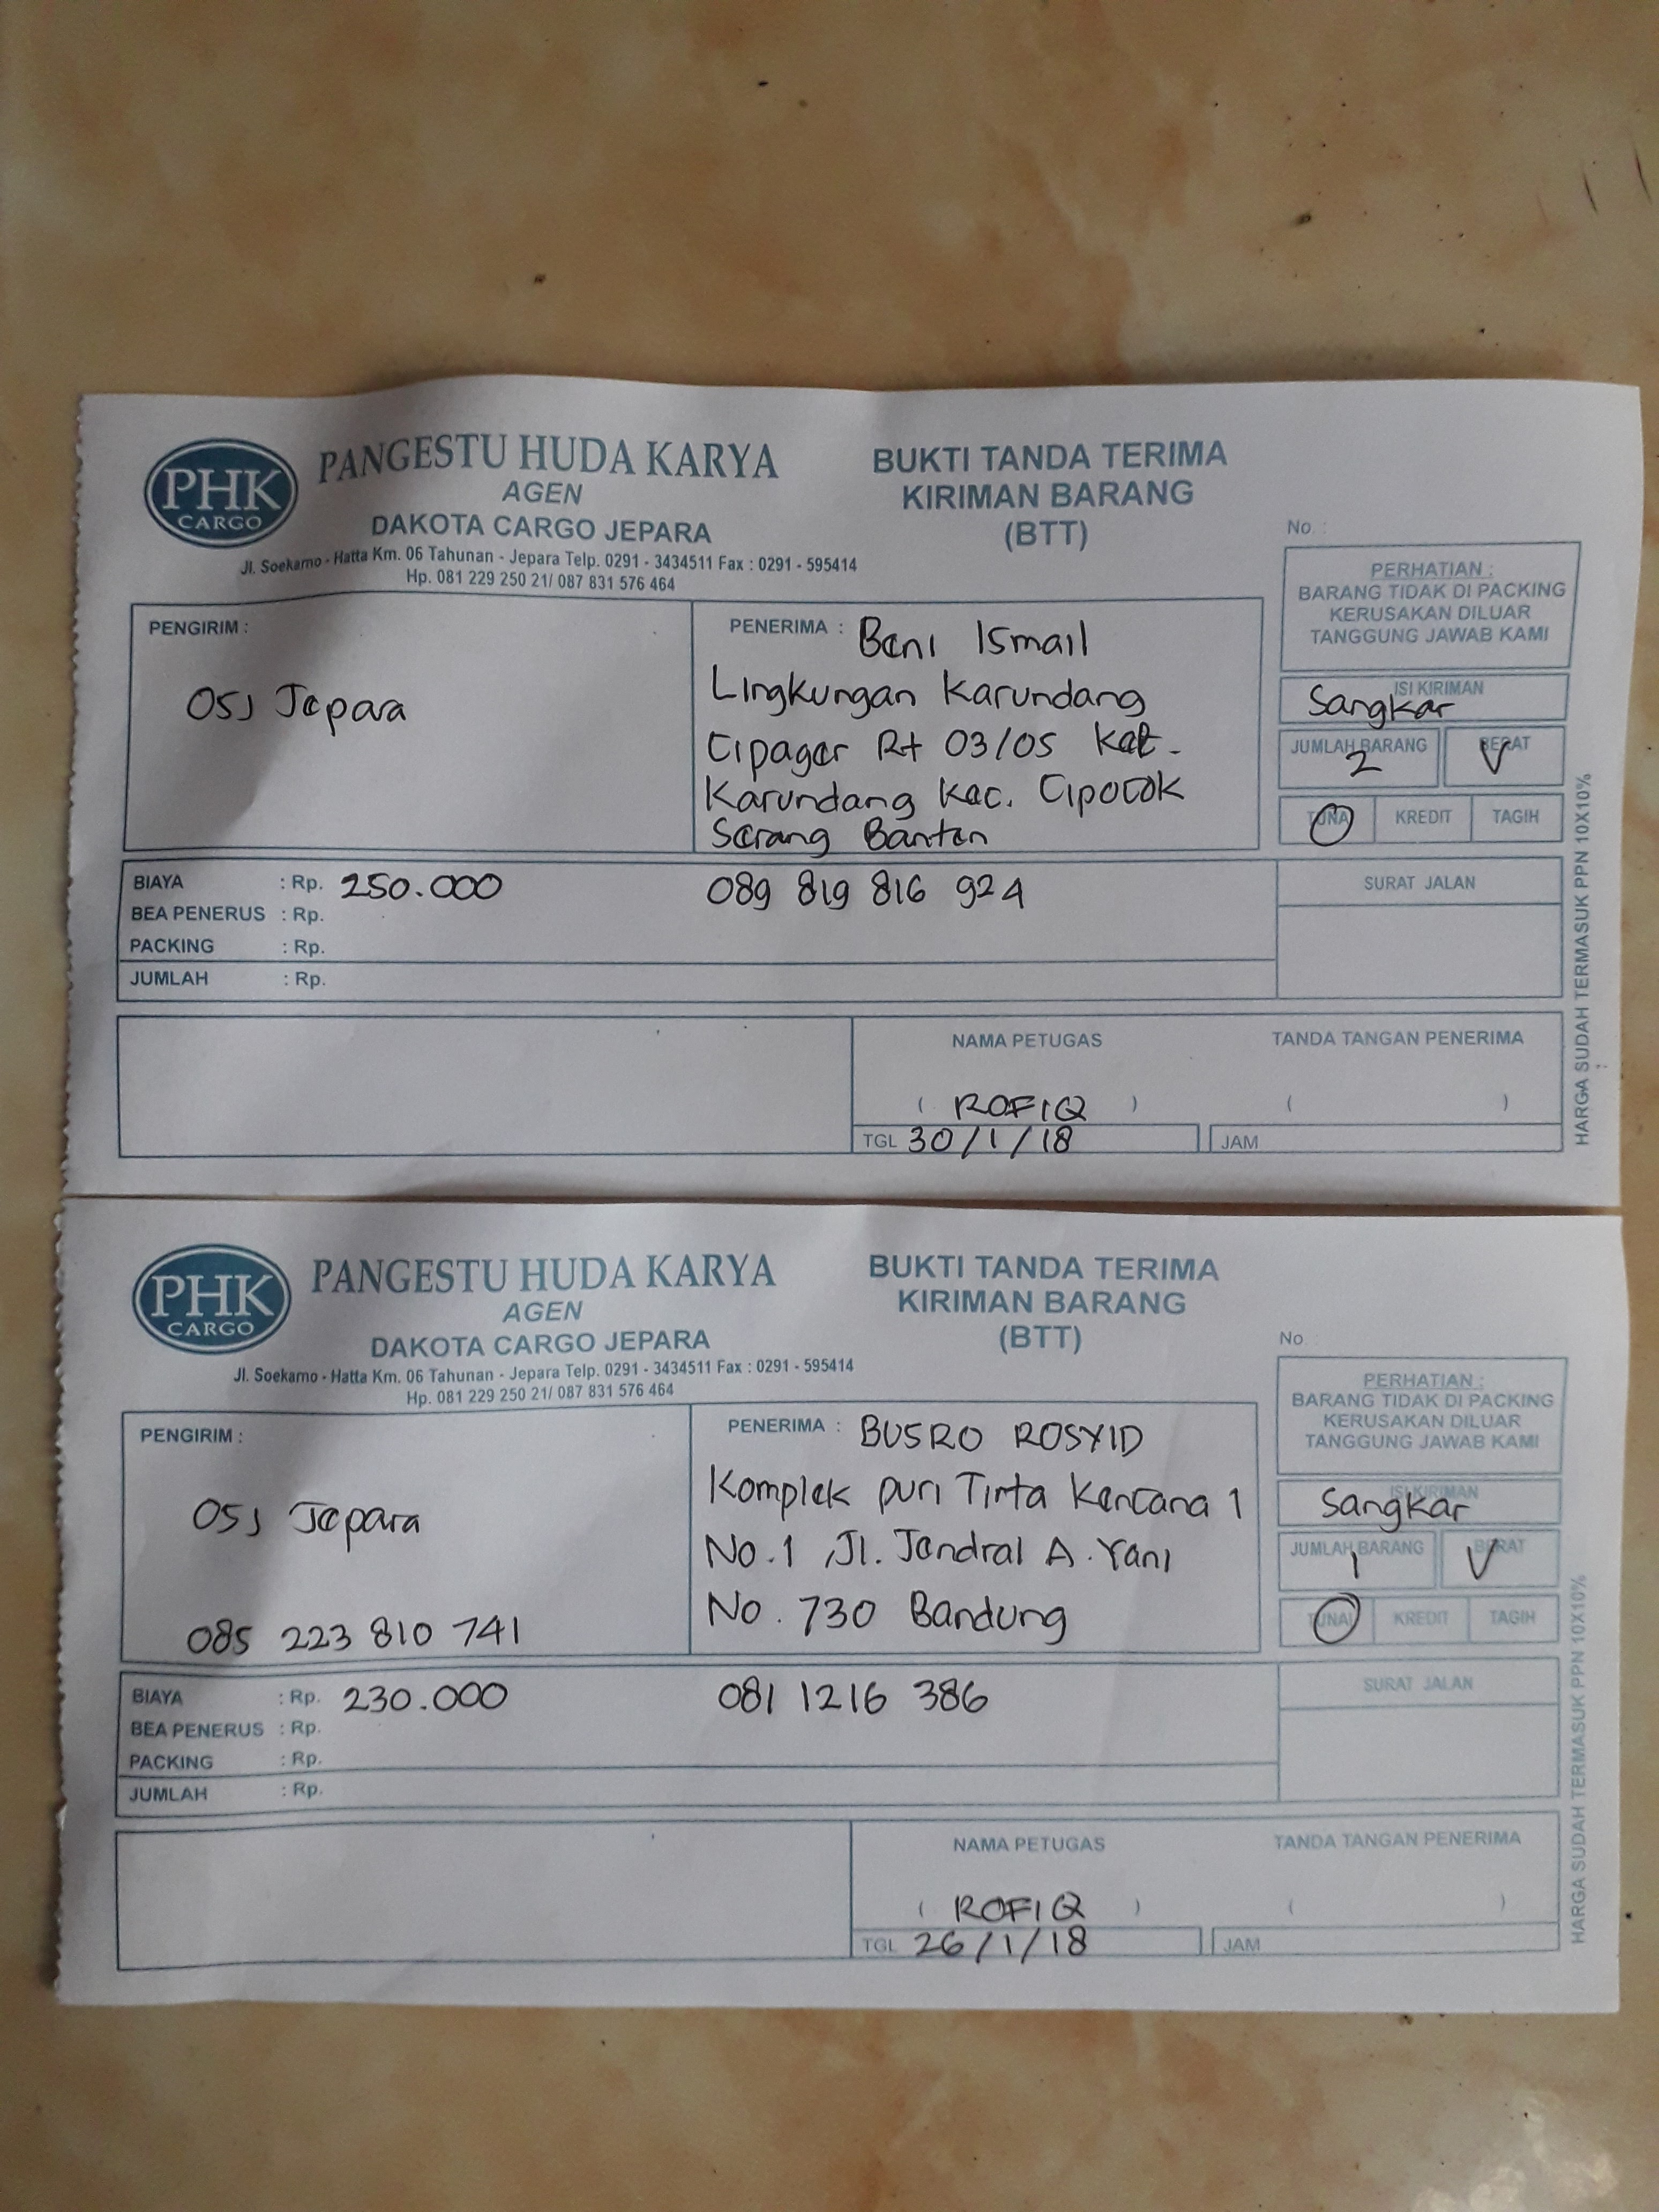 PHK
CARGO
PANGESTU HUDA KARYA
AGEN
DAKOTA CARGO JEPARA
Jl. Soekarno - Hatta Km. 06 Tahunan - Jepara Telp. 0291 - 3434511 Fax : 0291 - 595414
Hp. 081 229 250 21/ 087 831 576 464
BUKTI TANDA TERIMA
KIRIMAN BARANG
(BTT)
No. :
PERHATIAN :
BARANG TIDAK DI PACKING
KERUSAKAN DILUAR
TANGGUNG JAWAB KAMI
PENGIRIM :
OSJ Jepara
PENERIMA : Beni Ismail
Lingkungan Karundang
Cipager Rt 03/05 Kel.
Karundang Kec. Cipocok
Serang Banten
089 819 816 924
ISI KIRIMAN
Sangkar
JUMLAH BARANG
2
BERAT
V
TUNAI KREDIT TAGIH
BIAYA : Rp. 250.000
BEA PENERUS : Rp.
PACKING : Rp.
JUMLAH : Rp.
SURAT JALAN
NAMA PETUGAS
( ROFIQ )
TGL 30/1/18
TANDA TANGAN PENERIMA
( )
JAM
HARGA SUDAH TERMASUK PPN 10X10%
PHK
CARGO
PANGESTU HUDA KARYA
AGEN
DAKOTA CARGO JEPARA
Jl. Soekarno - Hatta Km. 06 Tahunan - Jepara Telp. 0291 - 3434511 Fax : 0291 - 595414
Hp. 081 229 250 21/ 087 831 576 464
BUKTI TANDA TERIMA
KIRIMAN BARANG
(BTT)
No.
PERHATIAN :
BARANG TIDAK DI PACKING
KERUSAKAN DILUAR
TANGGUNG JAWAB KAMI
PENGIRIM :
OSJ Jepara
085 223 810 741
PENERIMA : BUSRO ROSYID
Komplek puri Tirta Kencana 1
No.1 ,Jl. Jendral A. Yani
No. 730 Bandung
081 1216 386
ISI KIRIMAN
Sangkar
JUMLAH BARANG
1
BERAT
V
TUNAI KREDIT TAGIH
BIAYA : Rp. 230.000
BEA PENERUS : Rp.
PACKING : Rp.
JUMLAH : Rp.
SURAT JALAN
NAMA PETUGAS
( ROFIQ )
TGL 26/1/18
TANDA TANGAN PENERIMA
( )
JAM
HARGA SUDAH TERMASUK PPN 10X10%